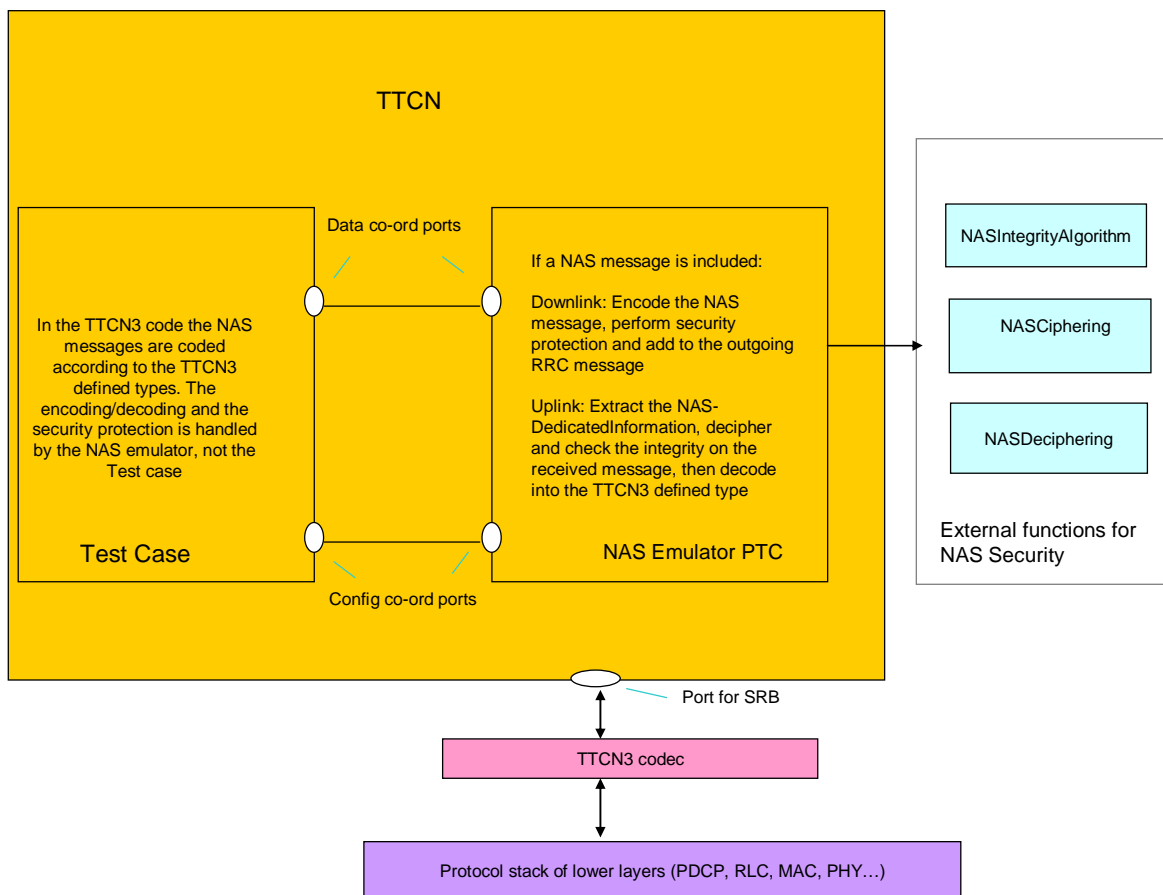 TTCN
Data co-ord ports
In the TTCN3 code the NAS
messages are coded
according to the TTCN3
defined types. The
encoding/decoding and the
security protection is handled
by the NAS emulator, not the
Test case
Test Case
If a NAS message is included:
Downlink: Encode the NAS
message, perform security
protection and add to the outgoing
RRC message
Uplink: Extract the NAS-
DedicatedInformation, decipher
and check the integrity on the
received message, then decode
into the TTCN3 defined type
NAS Emulator PTC
Config co-ord ports
NASIntegrityAlgorithm
NASCiphering
NASDeciphering
External functions for
NAS Security
Port for SRB
TTCN3 codec
Protocol stack of lower layers (PDCP, RLC, MAC, PHY…)